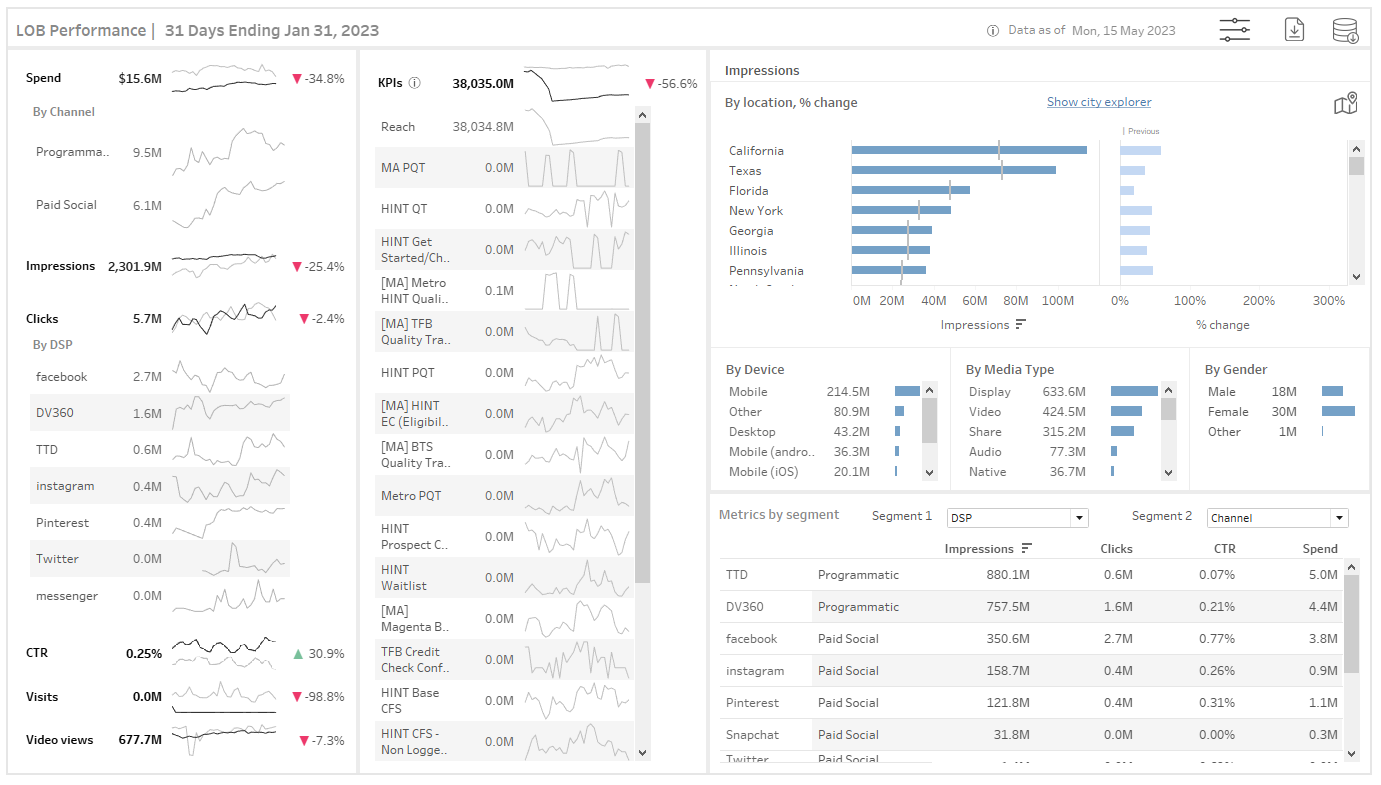 LOB Performance | 31 Days Ending Jan 31, 2023
Data as of Mon, 15 May 2023
Spend $15.6M -34.8%
By Channel
Programma.. 9.5M
Paid Social 6.1M
Impressions 2,301.9M -25.4%
Clicks 5.7M -2.4%
By DSP
facebook 2.7M
DV360 1.6M
TTD 0.6M
instagram 0.4M
Pinterest 0.4M
Twitter 0.0M
messenger 0.0M
CTR 0.25% 30.9%
Visits 0.0M -98.8%
Video views 677.7M -7.3%
KPIs 38,035.0M -56.6%
Reach 38,034.8M
MA PQT 0.0M
HINT QT 0.0M
HINT Get
Started/Ch.. 0.0M
[MA] Metro
HINT Quali.. 0.1M
[MA] TFB
Quality Tra.. 0.0M
HINT PQT 0.0M
[MA] HINT
EC (Eligibil.. 0.0M
[MA] BTS
Quality Tra.. 0.0M
Metro PQT 0.0M
HINT
Prospect C.. 0.0M
HINT
Waitlist 0.0M
[MA]
Magenta B.. 0.0M
TFB Credit
Check Conf.. 0.0M
HINT Base
CFS 0.0M
HINT CFS -
Non Logge.. 0.0M
Impressions
By location, % change
Show city explorer
| Previous
California
Texas
Florida
New York
Georgia
Illinois
Pennsylvania
0M 20M 40M 60M 80M 100M 0% 100% 200% 300%
Impressions % change
By Device
Mobile 214.5M
Other 80.9M
Desktop 43.2M
Mobile (andro.. 36.3M
Mobile (iOS) 20.1M
By Media Type
Display 633.6M
Video 424.5M
Share 315.2M
Audio 77.3M
Native 36.7M
By Gender
Male 18M
Female 30M
Other 1M
Metrics by segment Segment 1 DSP Segment 2 Channel
Impressions Clicks CTR Spend
TTD Programmatic 880.1M 0.6M 0.07% 5.0M
DV360 Programmatic 757.5M 1.6M 0.21% 4.4M
facebook Paid Social 350.6M 2.7M 0.77% 3.8M
instagram Paid Social 158.7M 0.4M 0.26% 0.9M
Pinterest Paid Social 121.8M 0.4M 0.31% 1.1M
Snapchat Paid Social 31.8M 0.0M 0.00% 0.3M
Twitter Paid Social